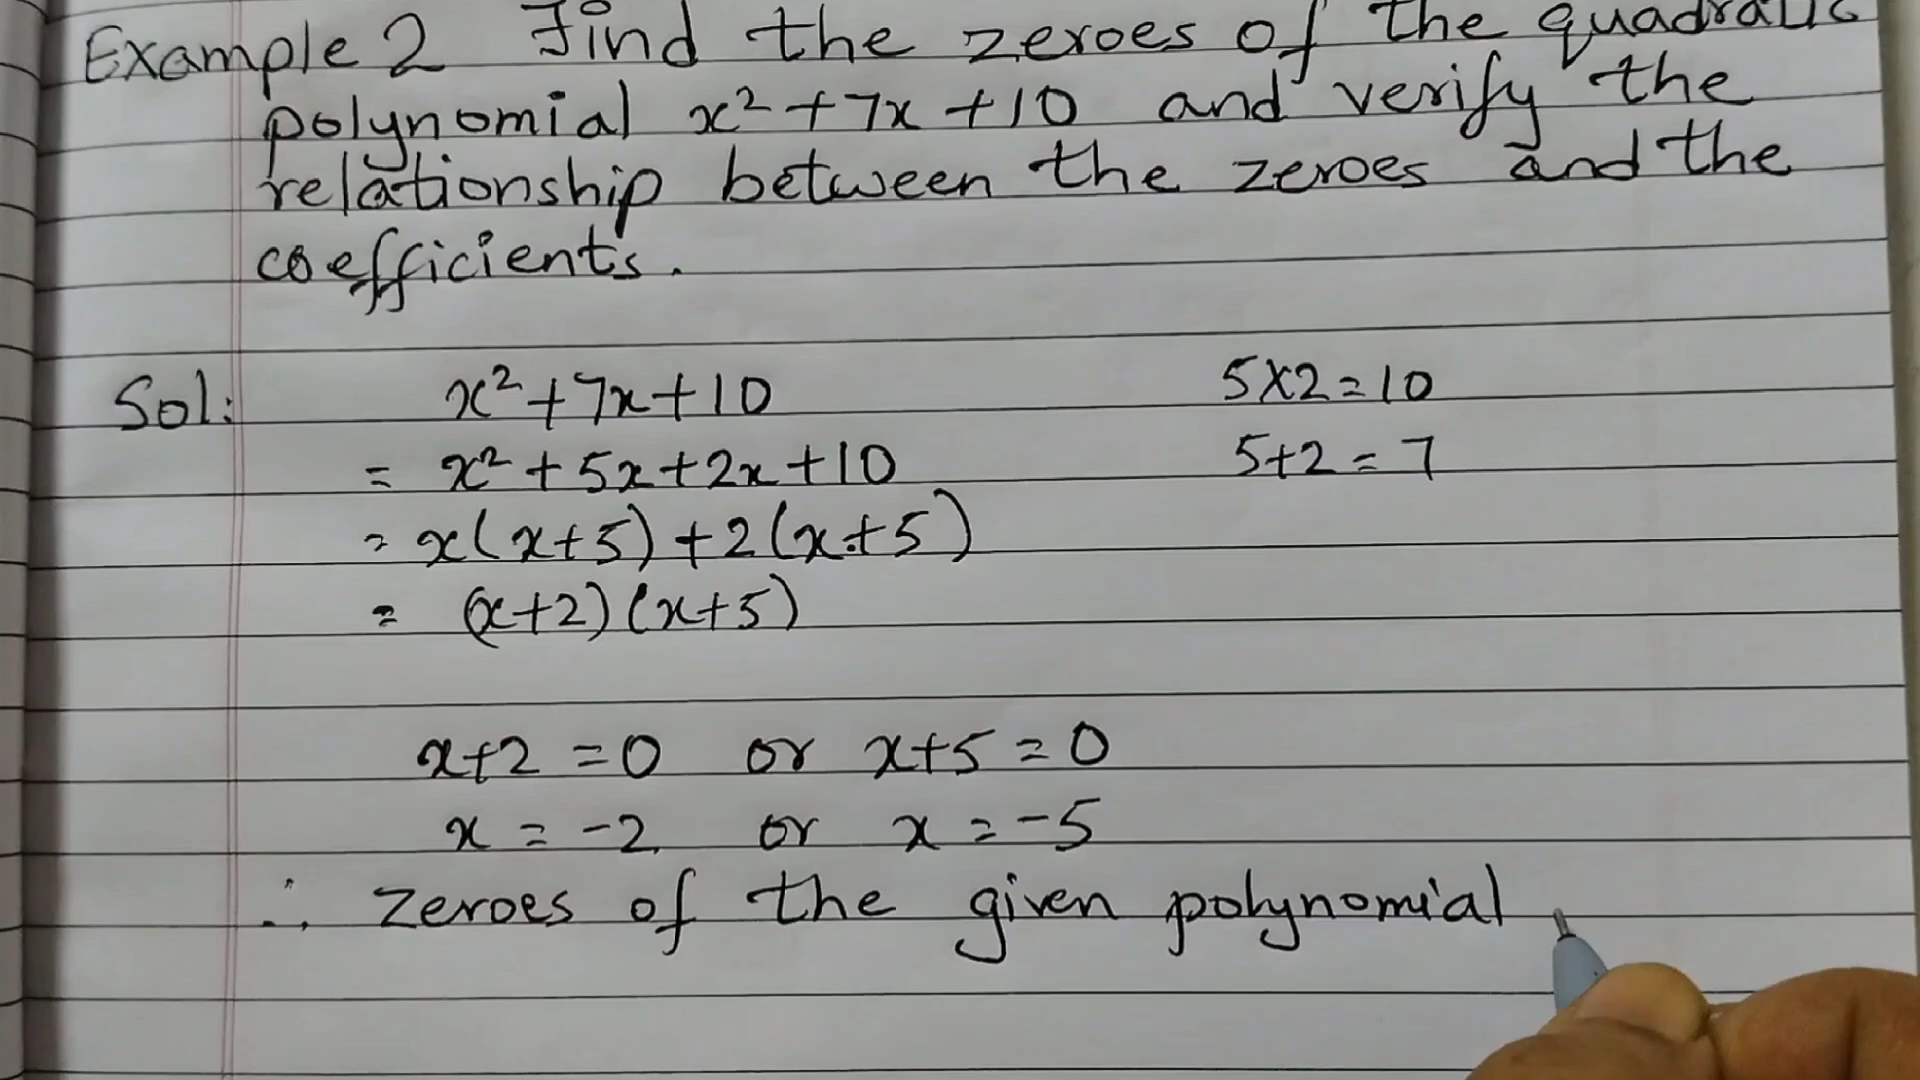 Example 2 Find the zeroes of the quadratic
polynomial x² + 7x + 10 and verify the
relationship between the zeroes and the
coefficients.
Sol: x² + 7x + 10 5×2 = 10
= x² + 5x + 2x + 10 5+2 = 7
= x(x+5) + 2(x+5)
= (x+2)(x+5)
x+2 = 0 or x+5 = 0
x = -2 or x = -5
∴ zeroes of the given polynomial